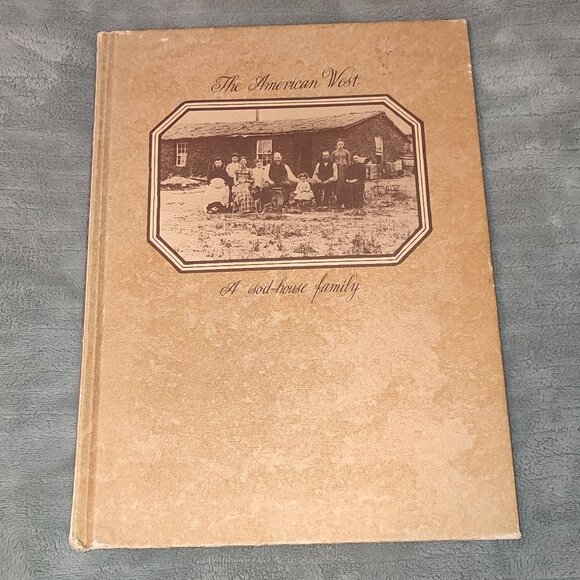 The American West
A sod-house family